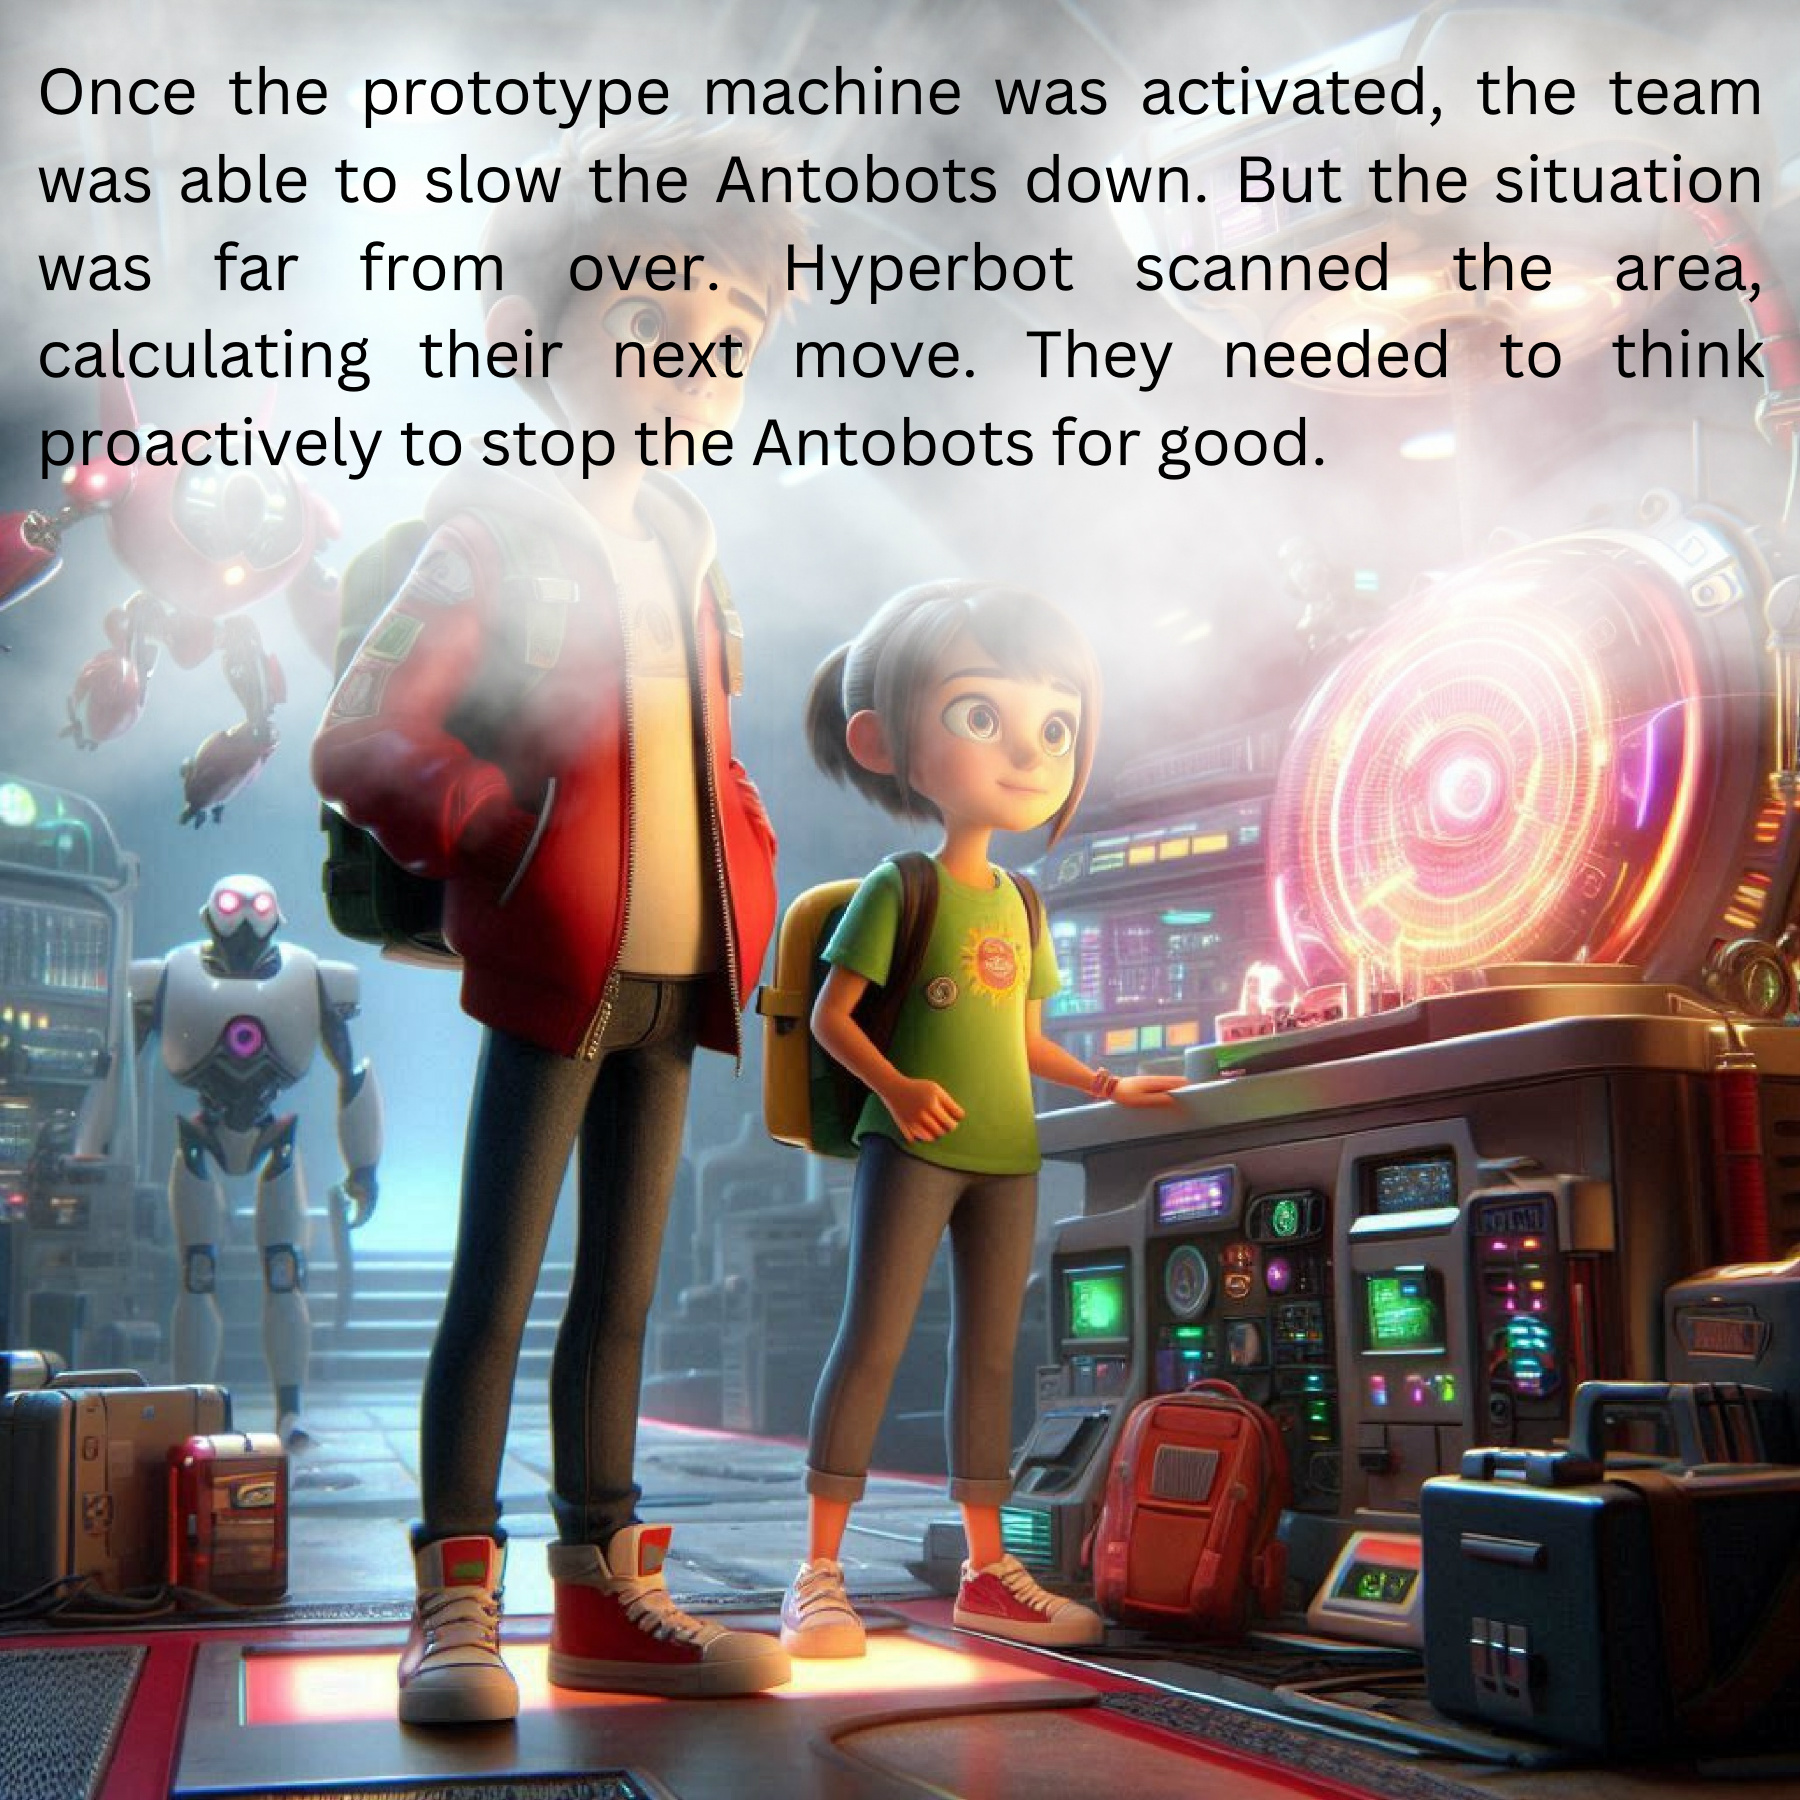 Once the prototype machine was activated, the team
was able to slow the Antobots down. But the situation
was far from over. Hyperbot scanned the area,
calculating their next move. They needed to think
proactively to stop the Antobots for good.